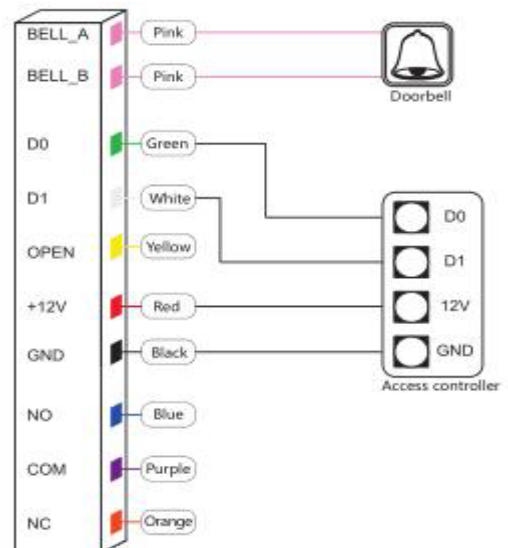 BELL_A Pink
BELL_B Pink
Doorbell
D0 Green
D1 White
D0
OPEN Yellow
D1
+12V Red 12V
GND Black GND
Access controller
NO Blue
COM Purple
NC Orange